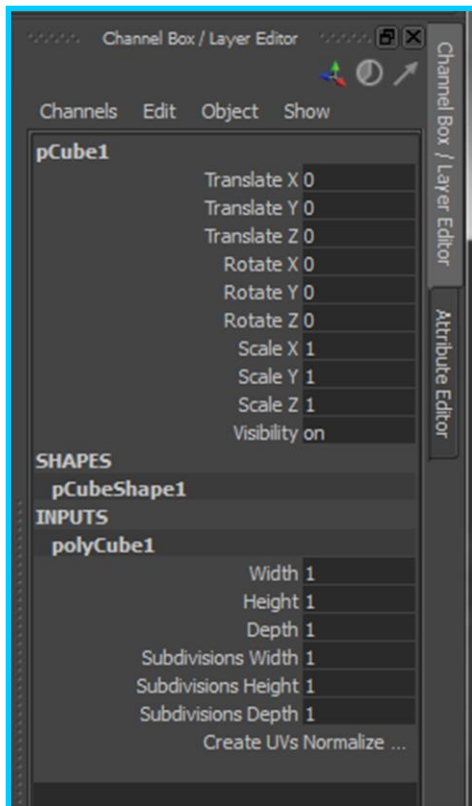 Channel Box / Layer Editor
Channels Edit Object Show
pCube1
Translate X 0
Translate Y 0
Translate Z 0
Rotate X 0
Rotate Y 0
Rotate Z 0
Scale X 1
Scale Y 1
Scale Z 1
Visibility on
SHAPES
pCubeShape1
INPUTS
polyCube1
Width 1
Height 1
Depth 1
Subdivisions Width 1
Subdivisions Height 1
Subdivisions Depth 1
Create UVs Normalize ...
Channel Box / Layer Editor
Attribute Editor